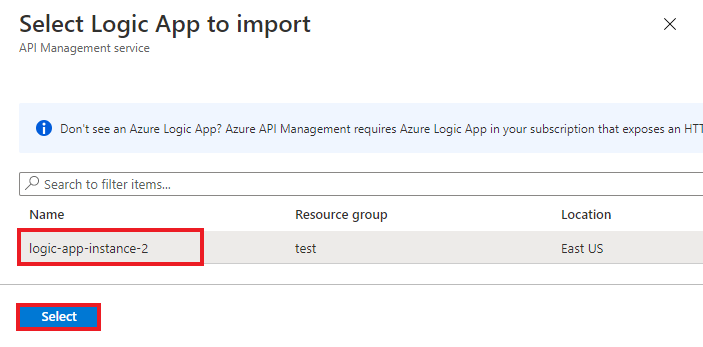 Select Logic App to import
API Management service
Don't see an Azure Logic App? Azure API Management requires Azure Logic App in your subscription that exposes an HTT
Search to filter items...
Name Resource group Location
logic-app-instance-2 test East US
Select